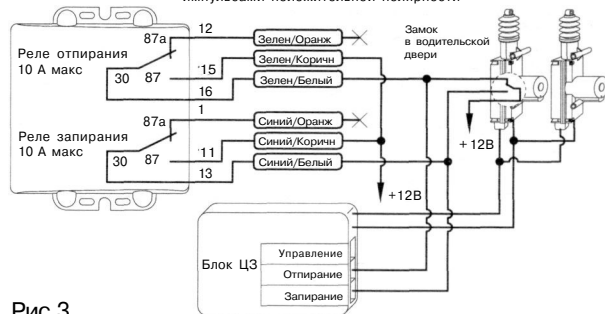 импульсами положительной полярности
Реле отпирания
10 А макс
87а
30
87
12
15
16
Зелен/Оранж
Зелен/Коричн
Зелен/Белый
Реле запирания
10 А макс
87а
30
87
1
11
13
Синий/Оранж
Синий/Коричн
Синий/Белый
+12В
Замок
в водительской
двери
+12В
Блок ЦЗ
Управление
Отпирание
Запирание
Рис 3